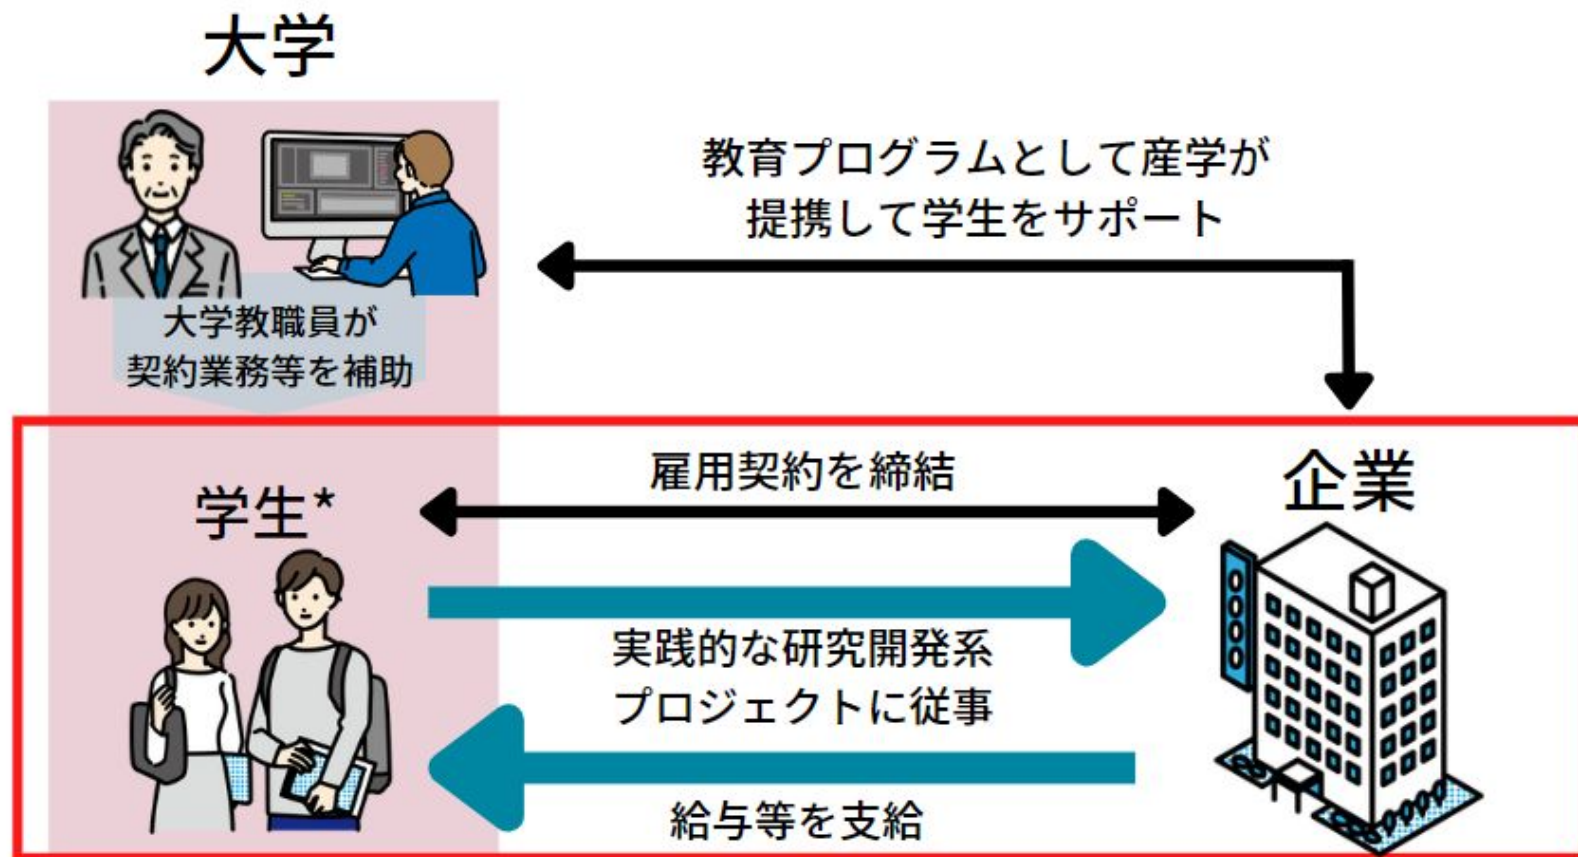 大学
教育プログラムとして産学が
提携して学生をサポート
大学教職員が
契約業務等を補助
雇用契約を締結
学生*
企業
実践的な研究開発系
プロジェクトに従事
給与等を支給